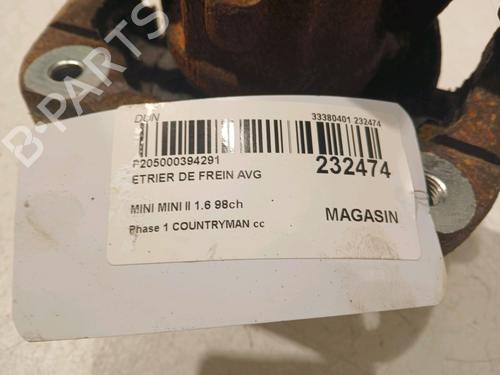 DUN
33380401 232474
P205000394291
232474
ETRIER DE FREIN AVG
MINI MINI II 1.6 98ch
MAGASIN
Phase 1 COUNTRYMAN cc